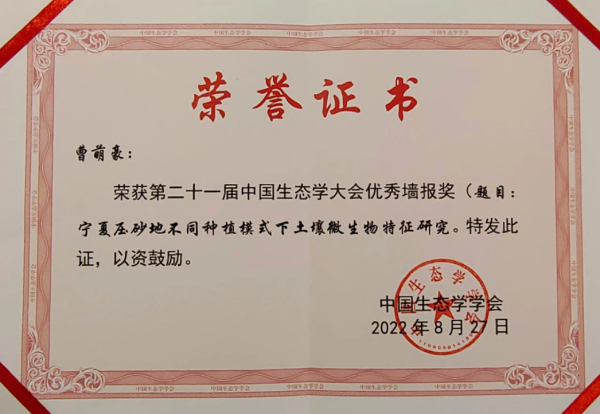 荣誉证书
曹萌豪：
荣获第二十一届中国生态学大会优秀墙报奖（题目：
宁夏压砂地不同种植模式下土壤微生物特征研究。特发此
证，以资鼓励。
中国生态学学会
2022年8月27日